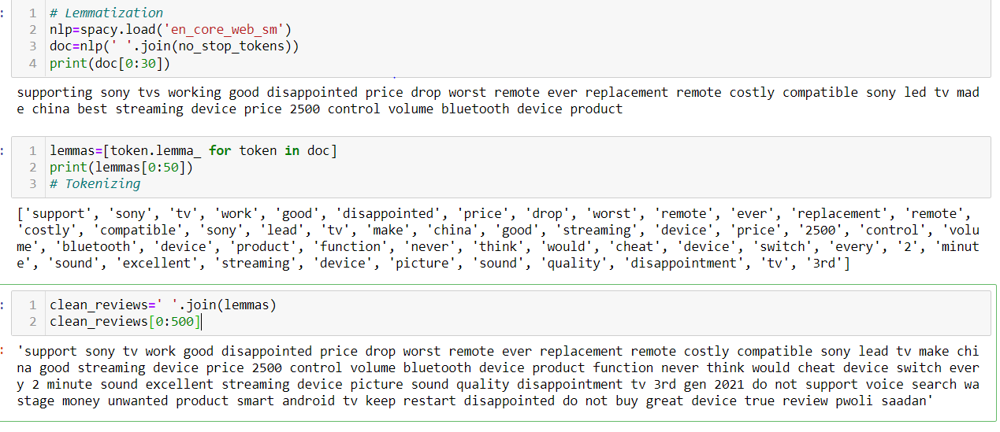 :
1 # Lemmatization
2 nlp=spacy.load('en_core_web_sm')
3 doc=nlp(' '.join(no_stop_tokens))
4 print(doc[0:30])
supporting sony tvs working good disappointed price drop worst remote ever replacement remote costly compatible sony led tv mad
e china best streaming device price 2500 control volume bluetooth device product
:
1 lemmas=[token.lemma_ for token in doc]
2 print(lemmas[0:50])
3 # Tokenizing
['support', 'sony', 'tv', 'work', 'good', 'disappointed', 'price', 'drop', 'worst', 'remote', 'ever', 'replacement', 'remote',
'costly', 'compatible', 'sony', 'lead', 'tv', 'make', 'china', 'good', 'streaming', 'device', 'price', '2500', 'control', 'volu
me', 'bluetooth', 'device', 'product', 'function', 'never', 'think', 'would', 'cheat', 'device', 'switch', 'every', '2', 'minut
e', 'sound', 'excellent', 'streaming', 'device', 'picture', 'sound', 'quality', 'disappointment', 'tv', '3rd']
:
1 clean_reviews=' '.join(lemmas)
2 clean_reviews[0:500]
:
'support sony tv work good disappointed price drop worst remote ever replacement remote costly compatible sony lead tv make chi
na good streaming device price 2500 control volume bluetooth device product function never think would cheat device switch ever
y 2 minute sound excellent streaming device picture sound quality disappointment tv 3rd gen 2021 do not support voice search wa
stage money unwanted product smart android tv keep restart disappointed do not buy great device true review pwoli saadan'